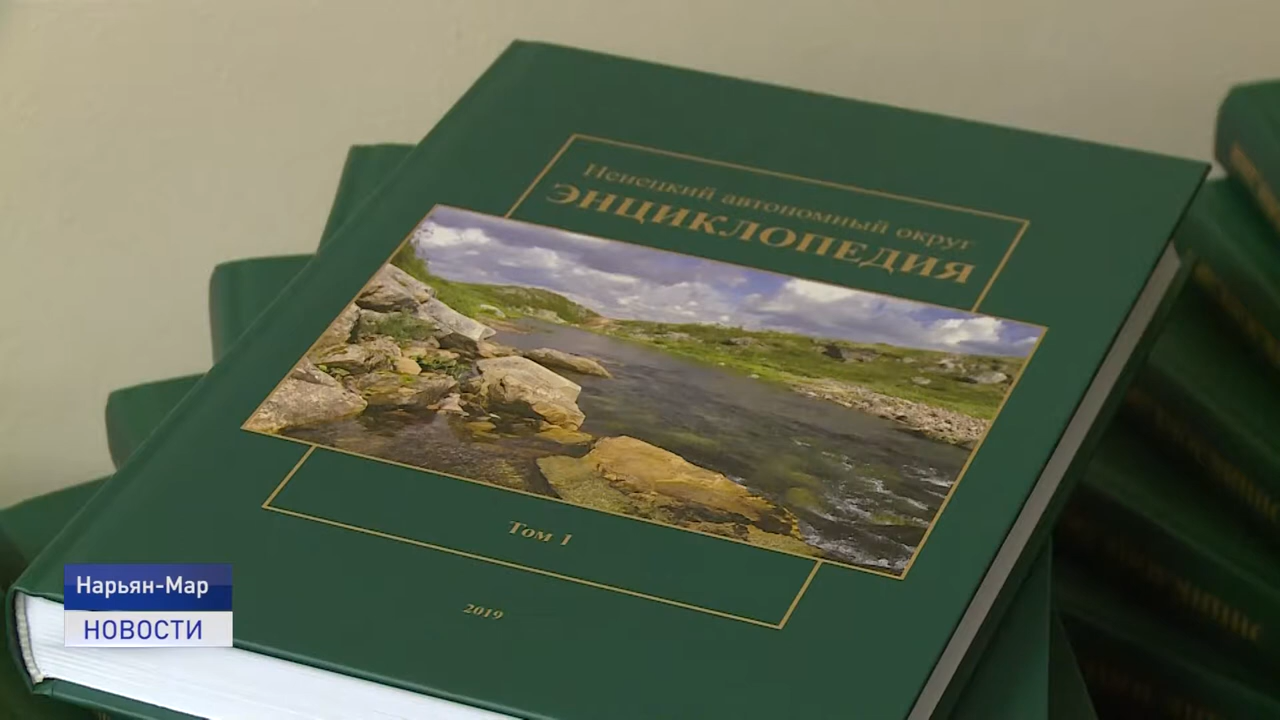 Ненецкий автономный округ
ЭНЦИКЛОПЕДИЯ
Том 1
2019
Нарьян-Мар
НОВОСТИ